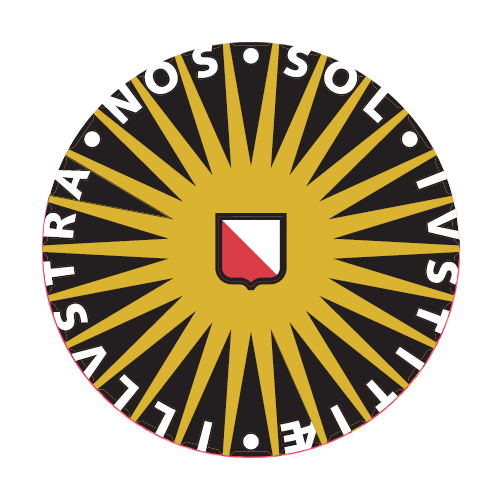 SOL · IVSTITIÆ · ILLVSTRA · NOS ·